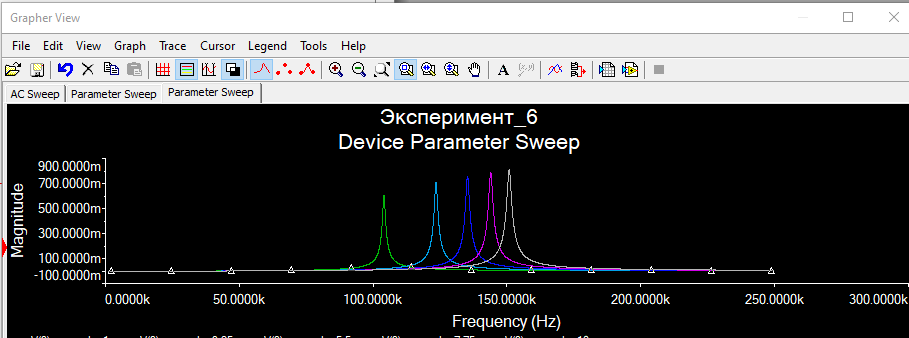 Grapher View
File Edit View Graph Trace Cursor Legend Tools Help
A (x,y)
AC Sweep Parameter Sweep Parameter Sweep
Эксперимент_6
Device Parameter Sweep
Magnitude
900.0000m
700.0000m
500.0000m
300.0000m
100.0000m
-100.0000m
0.0000k 50.0000k 100.0000k 150.0000k 200.0000k 250.0000k 300.0000k
Frequency (Hz)